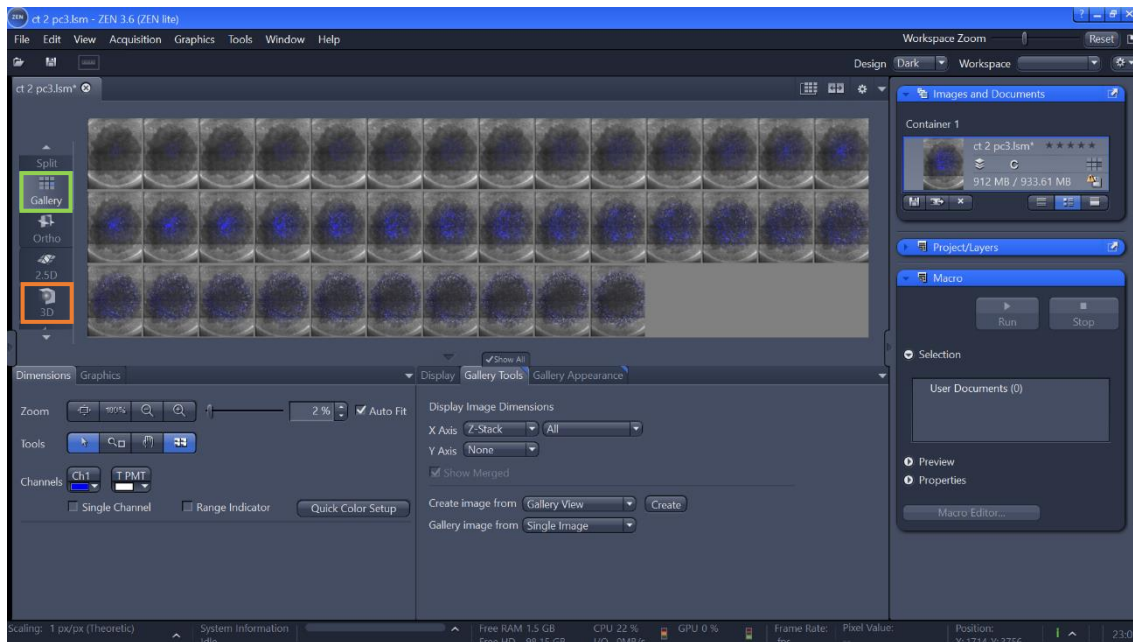 ZEN ct 2 pc3.lsm - ZEN 3.6 (ZEN lite)
File Edit View Acquisition Graphics Tools Window Help
Workspace Zoom Reset
Design Dark Workspace
ct 2 pc3.lsm*
Split
Gallery
Ortho
2.5D
3D
Show All
Dimensions Graphics
Zoom 100% 2 % Auto Fit
Tools
Channels Ch1 T PMT
Single Channel Range Indicator Quick Color Setup
Display Gallery Tools Gallery Appearance
Display Image Dimensions
X Axis Z-Stack All
Y Axis None
Show Merged
Create image from Gallery View Create
Gallery image from Single Image
Images and Documents
Container 1
ct 2 pc3.lsm* ★★★★★
C
912 MB / 933.61 MB
Project/Layers
Macro
Run Stop
Selection
User Documents (0)
Preview
Properties
Macro Editor...
Scaling: 1 px/px (Theoretic) System Information Free RAM 1.5 GB CPU 22 % GPU 0 % Frame Rate: Pixel Value: Position: 23:0